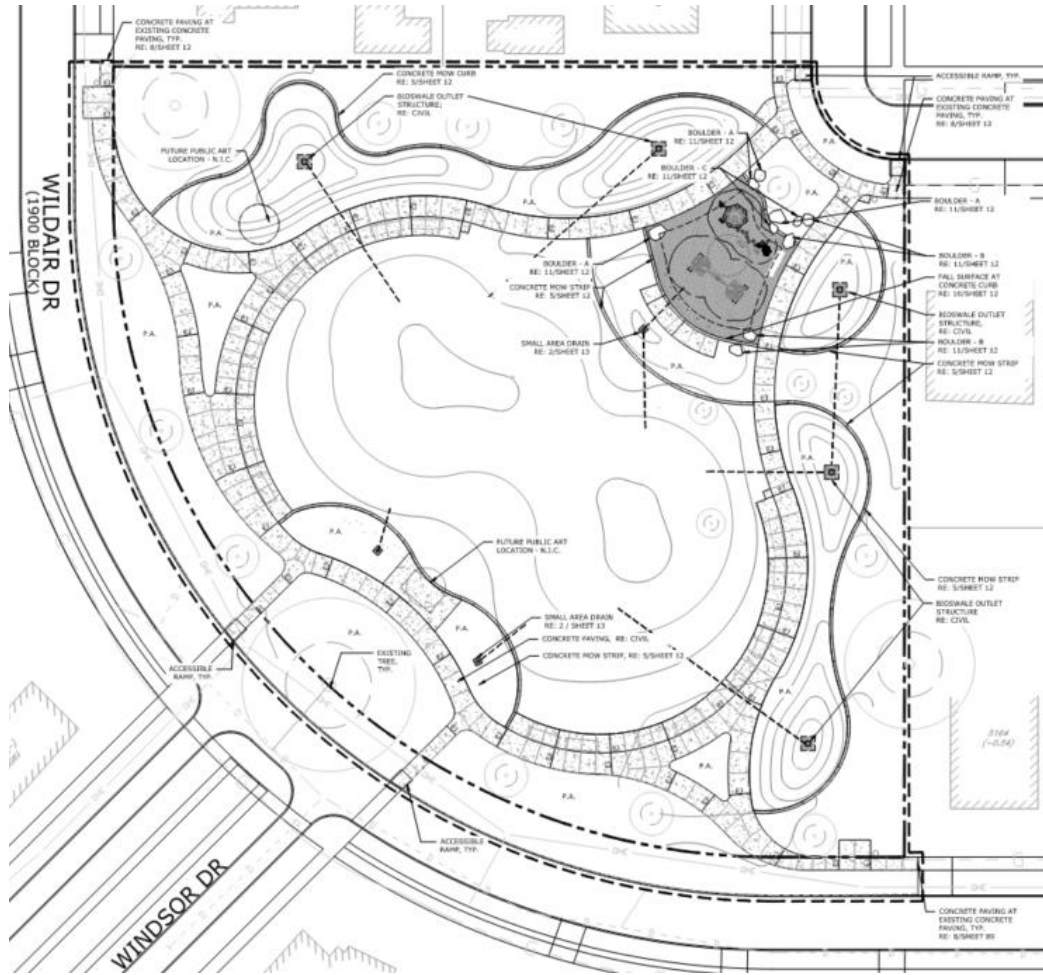 CONCRETE PAVING AT
EXISTING CONCRETE
PAVING, TYP.
RE: 8/SHEET 12
CONCRETE MOW CURB
RE: 5/SHEET 12
BIOSWALE OUTLET
STRUCTURE;
RE: CIVIL
FUTURE PUBLIC ART
LOCATION - N.I.C.
BOULDER - A
RE: 11/SHEET 12
BOULDER - C
RE: 11/SHEET 12
ACCESSIBLE RAMP, TYP.
CONCRETE PAVING AT
EXISTING CONCRETE
PAVING, TYP.
RE: 8/SHEET 12
P.A.
P.A.
P.A.
P.A.
WILDAIR DR
(1900 BLOCK)
BOULDER - A
RE: 11/SHEET 12
BOULDER - B
RE: 11/SHEET 12
FALL SURFACE AT
CONCRETE CURB
RE: 10/SHEET 12
BIOSWALE OUTLET
STRUCTURE,
RE: CIVIL
BOULDER - B
RE: 11/SHEET 12
CONCRETE MOW STRIP
RE: 5/SHEET 12
BOULDER - A
RE: 11/SHEET 12
CONCRETE MOW STRIP
RE: 5/SHEET 12
SMALL AREA DRAIN
RE: 2/SHEET 13
P.A.
P.A.
P.A.
P.A.
P.A.
P.A.
FUTURE PUBLIC ART
LOCATION - N.I.C.
CONCRETE MOW STRIP
RE: 5/SHEET 12
BIOSWALE OUTLET
STRUCTURE
RE: CIVIL
SMALL AREA DRAIN
RE: 2 / SHEET 13
CONCRETE PAVING, RE: CIVIL
CONCRETE MOW STRIP, RE: 5/SHEET 12
P.A.
P.A.
EXISTING
TREE,
TYP.
ACCESSIBLE
RAMP, TYP.
P.A.
5164
(~0.54)
P.A.
P.A.
ACCESSIBLE
RAMP, TYP.
WINDSOR DR
CONCRETE PAVING AT
EXISTING CONCRETE
PAVING, TYP.
RE: 8/SHEET 89